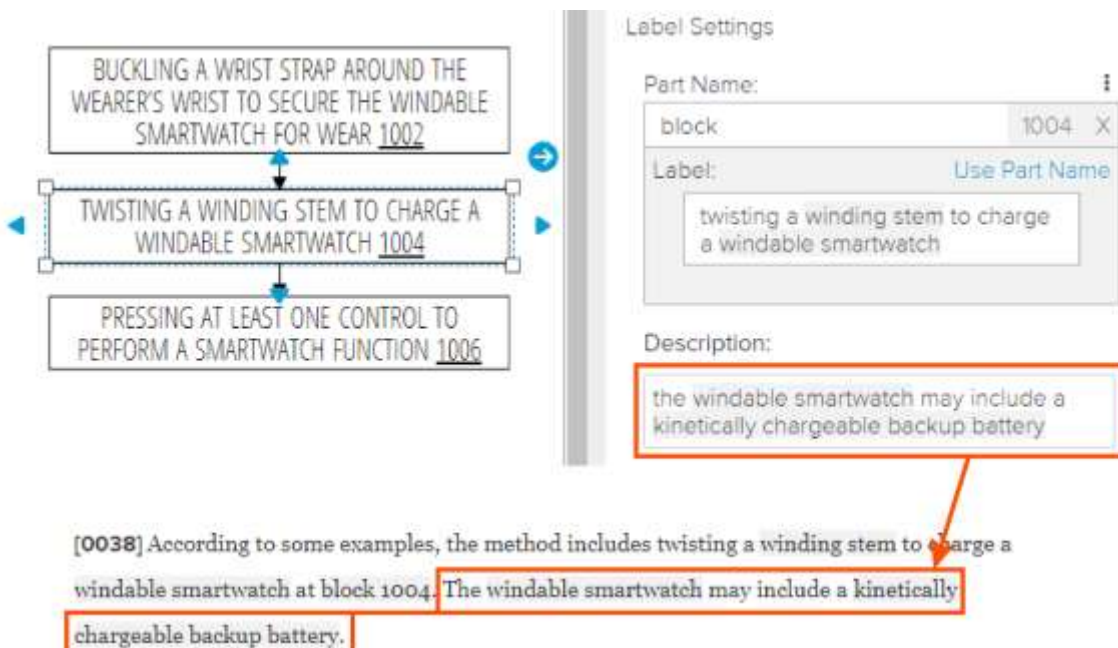 BUCKLING A WRIST STRAP AROUND THE
WEARER'S WRIST TO SECURE THE WINDABLE
SMARTWATCH FOR WEAR 1002
TWISTING A WINDING STEM TO CHARGE A
WINDABLE SMARTWATCH 1004
PRESSING AT LEAST ONE CONTROL TO
PERFORM A SMARTWATCH FUNCTION 1006
Label Settings
Part Name:
block 1004 X
Label: Use Part Name
twisting a winding stem to charge
a windable smartwatch
Description:
the windable smartwatch may include a
kinetically chargeable backup battery
[0038] According to some examples, the method includes twisting a winding stem to charge a
windable smartwatch at block 1004. The windable smartwatch may include a kinetically
chargeable backup battery.